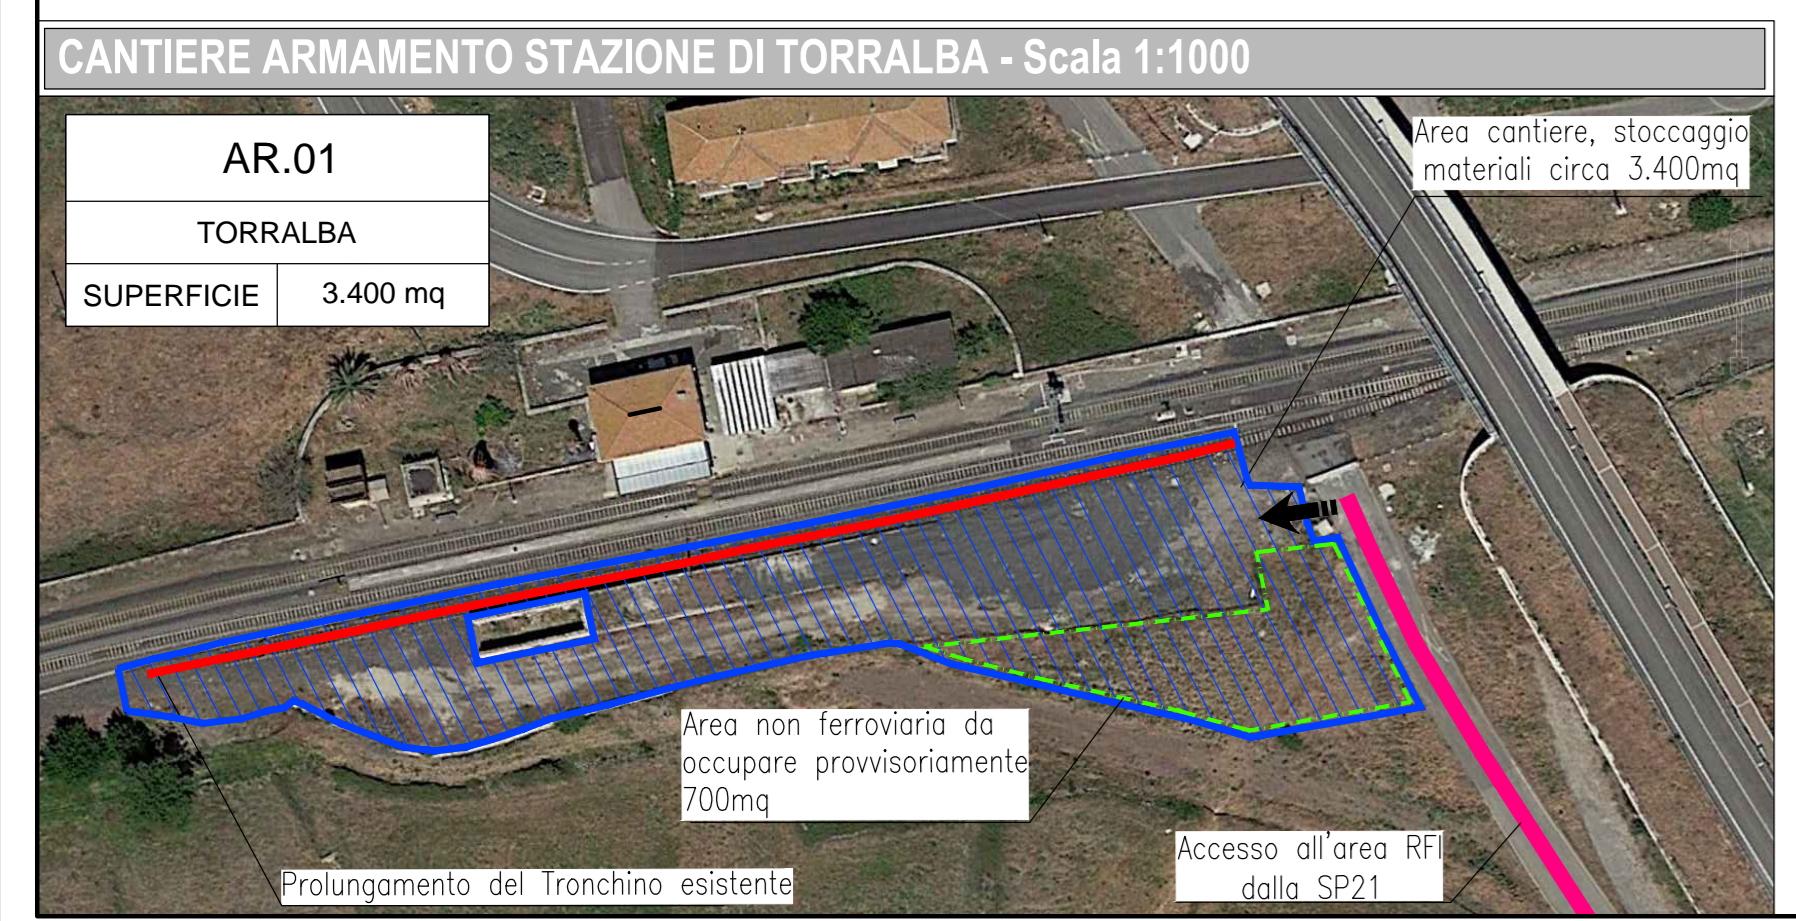 CANTIERE ARMAMENTO STAZIONE DI TORRALBA - Scala 1:1000
AR.01
TORRALBA
SUPERFICIE 3.400 mq
Area cantiere, stoccaggio
materiali circa 3.400mq
Area non ferroviaria da
occupare provvisoriamente
700mq
Accesso all'area RFI
dalla SP21
Prolungamento del Tronchino esistente